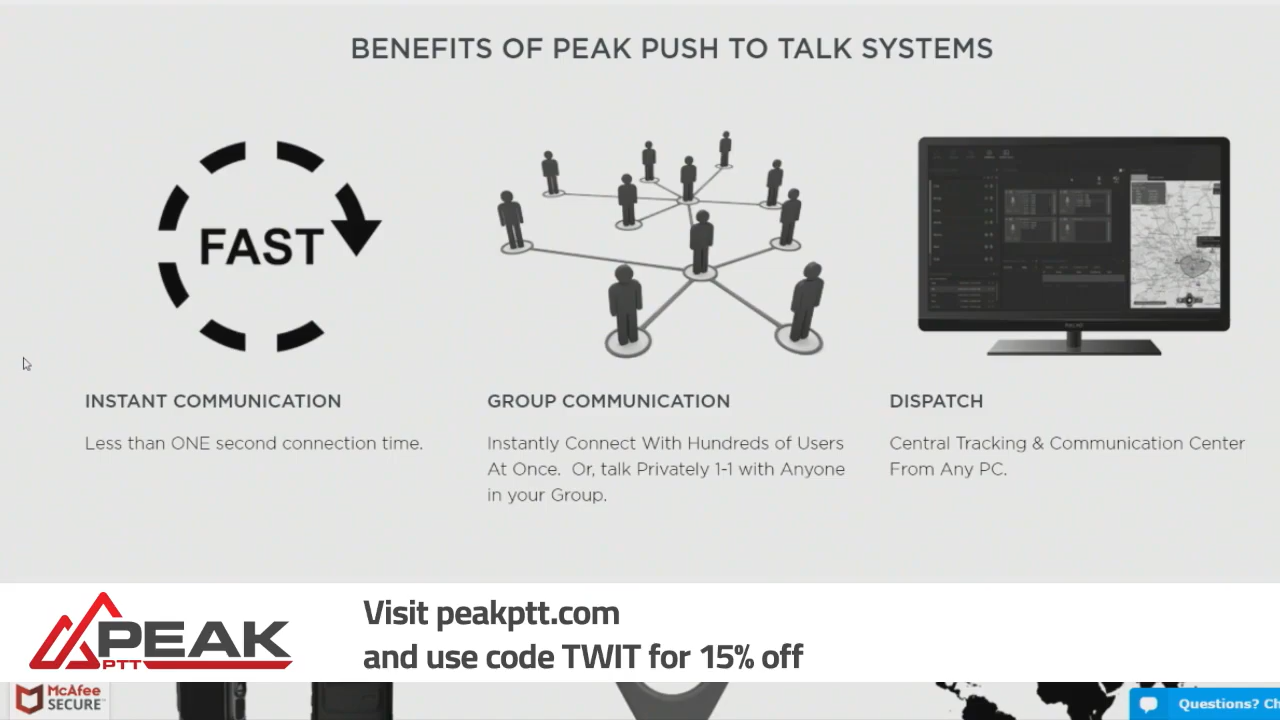 BENEFITS OF PEAK PUSH TO TALK SYSTEMS
FAST
INSTANT COMMUNICATION
Less than ONE second connection time.
GROUP COMMUNICATION
Instantly Connect With Hundreds of Users
At Once. Or, talk Privately 1-1 with Anyone
in your Group.
DISPATCH
Central Tracking & Communication Center
From Any PC.
PEAK
PTT
Visit peakptt.com
and use code TWIT for 15% off
McAfee
SECURE
Questions? Ch